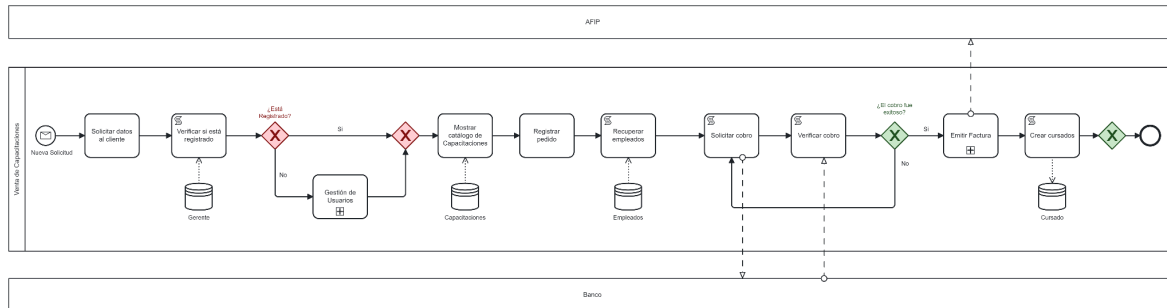 AFIP
Venta de Capacitaciones
Nueva Solicitud
Solicitar datos
al cliente
Verificar si está
registrado
Gerente
¿Está
Registrado?
Si
No
Gestión de
Usuarios
Mostrar
catálogo de
Capacitaciones
Capacitaciones
Registrar
pedido
Recuperar
empleados
Empleados
Solicitar cobro
Verificar cobro
¿El cobro fue
exitoso?
Si
No
Emitir Factura
Crear cursados
Cursado
Banco